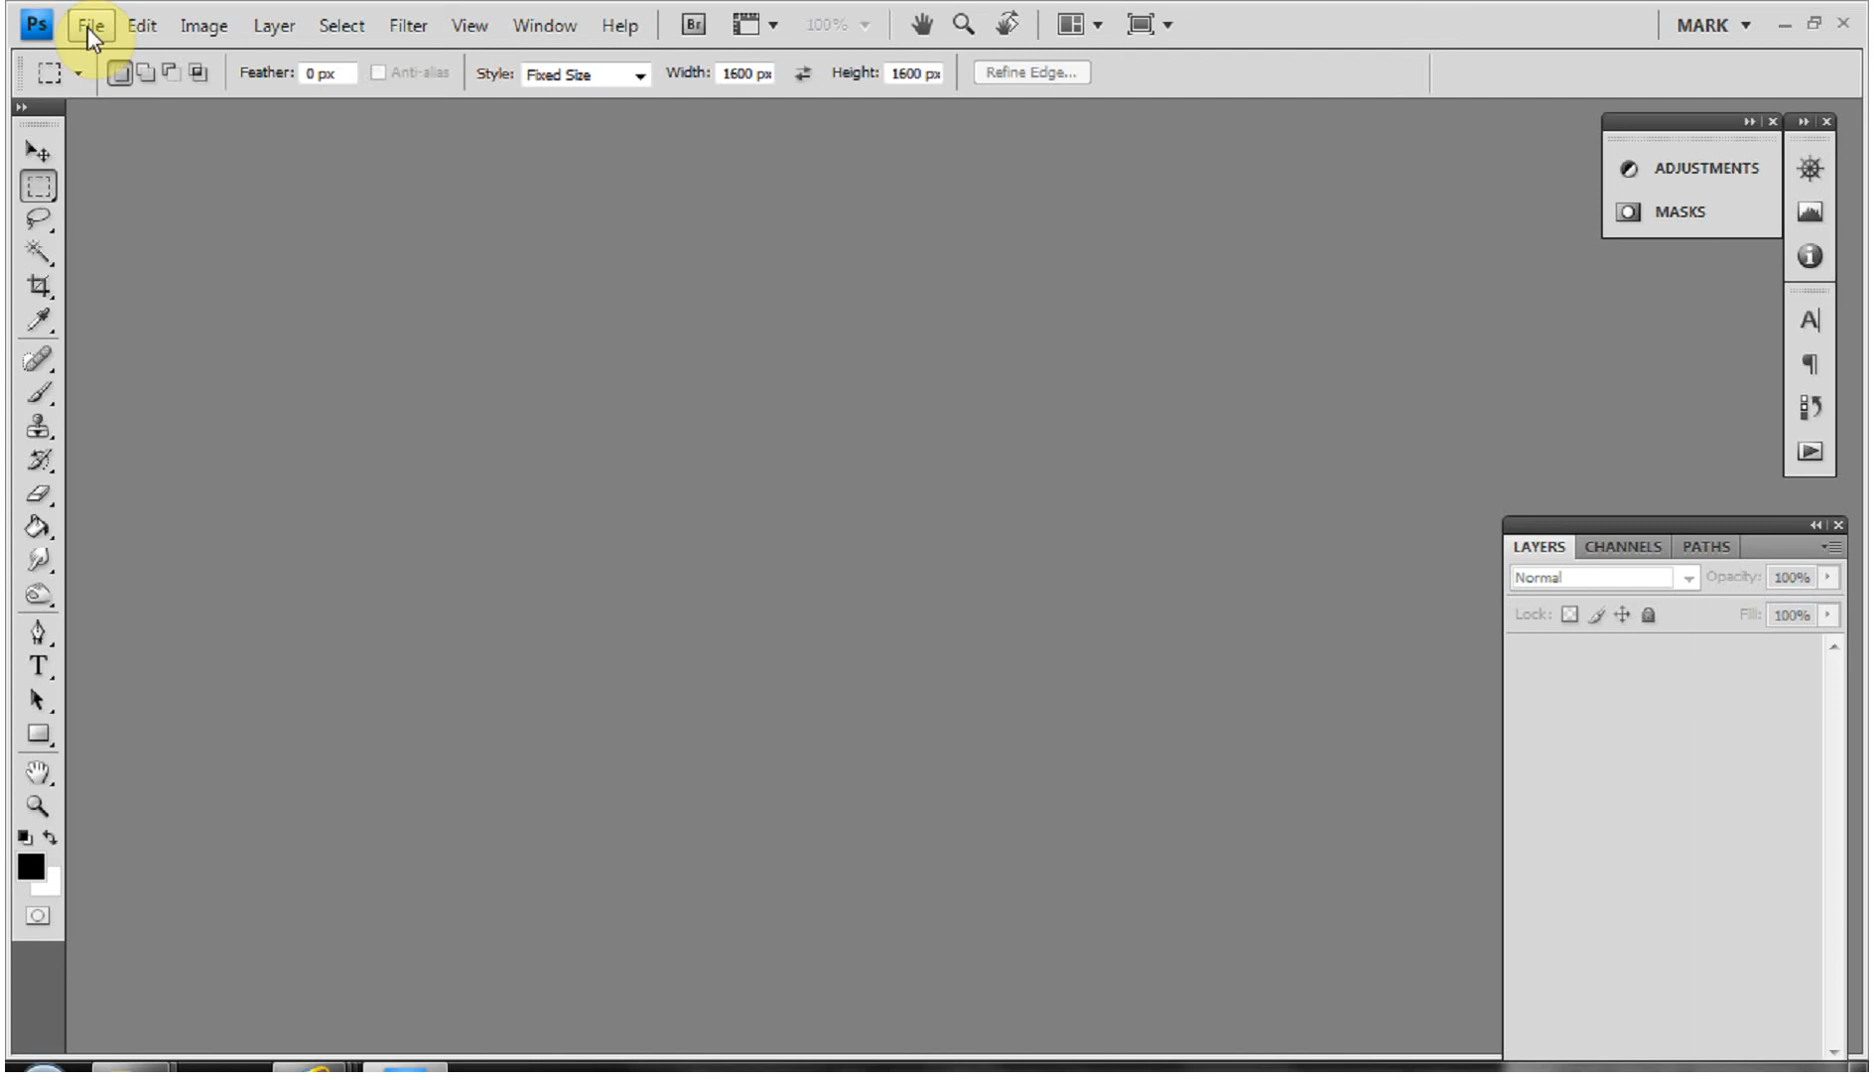 Ps File Edit Image Layer Select Filter View Window Help Br 100% MARK
Feather: 0 px Anti-alias Style: Fixed Size Width: 1600 px Height: 1600 px Refine Edge...
ADJUSTMENTS
MASKS
LAYERS CHANNELS PATHS
Normal Opacity: 100%
Lock: Fill: 100%